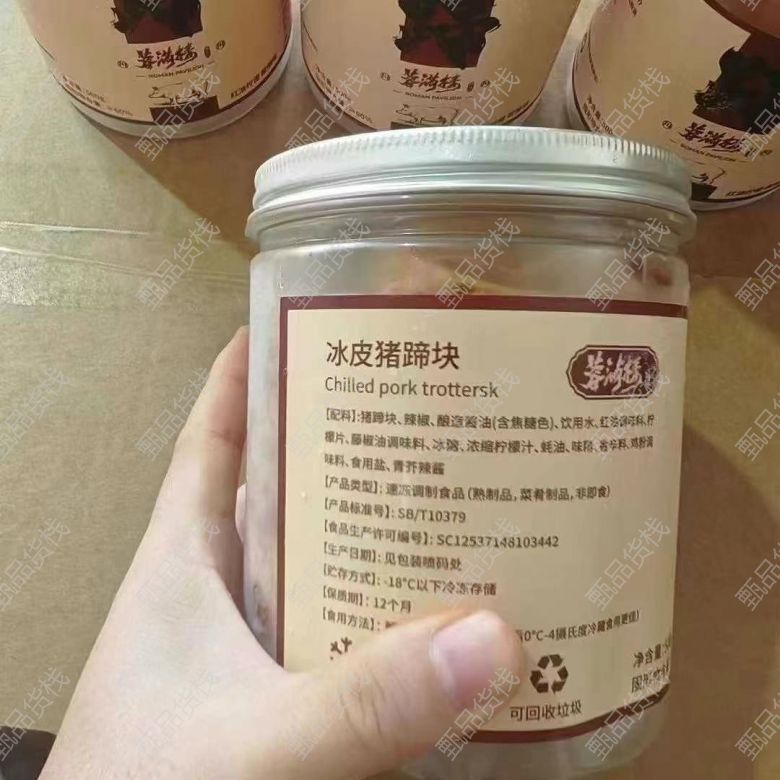 蓉满楼
ROMAN PAVILION
蓉满楼
ROMAN PAVILION
蓉满楼
冰皮猪蹄块
Chilled pork trottersk
蓉满楼
【配料】:猪蹄块、辣椒、酿造酱油(含焦糖色)、饮用水、红油调味料、柠
檬片、藤椒油调味料、冰糖、浓缩柠檬汁、蚝油、味精、香辛料、鸡粉调
味料、食用盐、青芥辣酱
【产品类型】:速冻调制食品(熟制品,菜肴制品,非即食)
【产品标准号】:SB/T10379
【食品生产许可编号】:SC12537148103442
【生产日期】:见包装喷码处
【贮存方式】:-18°C以下冷冻存储
【保质期】:12个月
【食用方法】:
0°C-4摄氏度冷藏食用更佳)
净含量:
可回收垃圾
甄品货栈